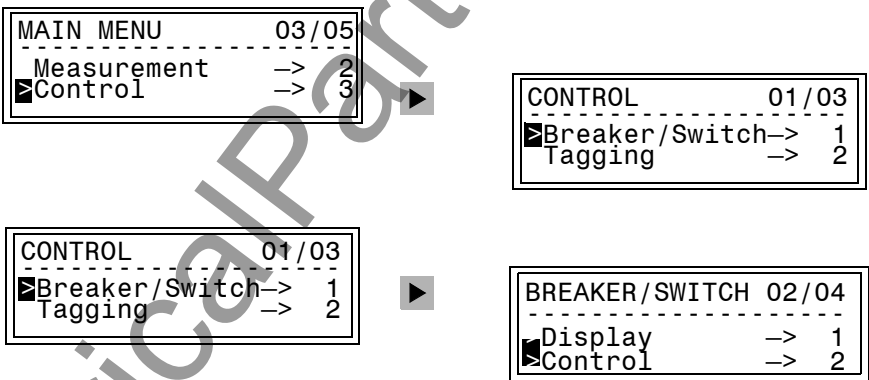 MAIN MENU 03/05
Measurement —> 2
>Control —> 3
CONTROL 01/03
>Breaker/Switch—> 1
Tagging —> 2
CONTROL 01/03
>Breaker/Switch—> 1
Tagging —> 2
BREAKER/SWITCH 02/04
Display —> 1
>Control —> 2